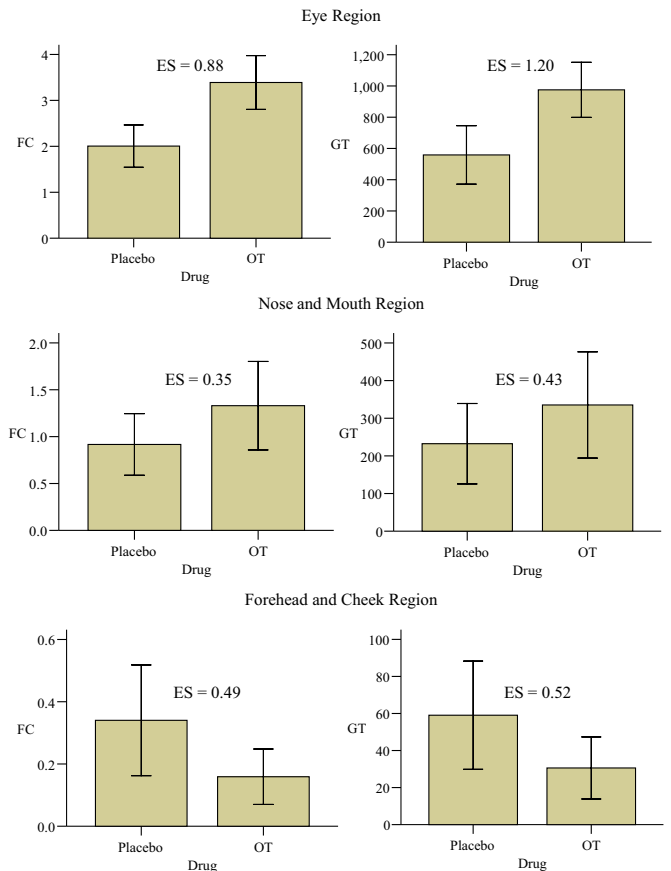 Eye Region
4
3
FC
2
1
0
ES = 0.88
Placebo
OT
Drug
1,200
1,000
800
GT
600
400
200
0
ES = 1.20
Placebo
OT
Drug
Nose and Mouth Region
2.0
1.5
FC
1.0
0.5
0.0
ES = 0.35
Placebo
OT
Drug
500
400
300
GT
200
100
0
ES = 0.43
Placebo
OT
Drug
Forehead and Cheek Region
0.6
0.4
FC
0.2
0.0
ES = 0.49
Placebo
OT
Drug
100
80
60
GT
40
20
0
ES = 0.52
Placebo
OT
Drug